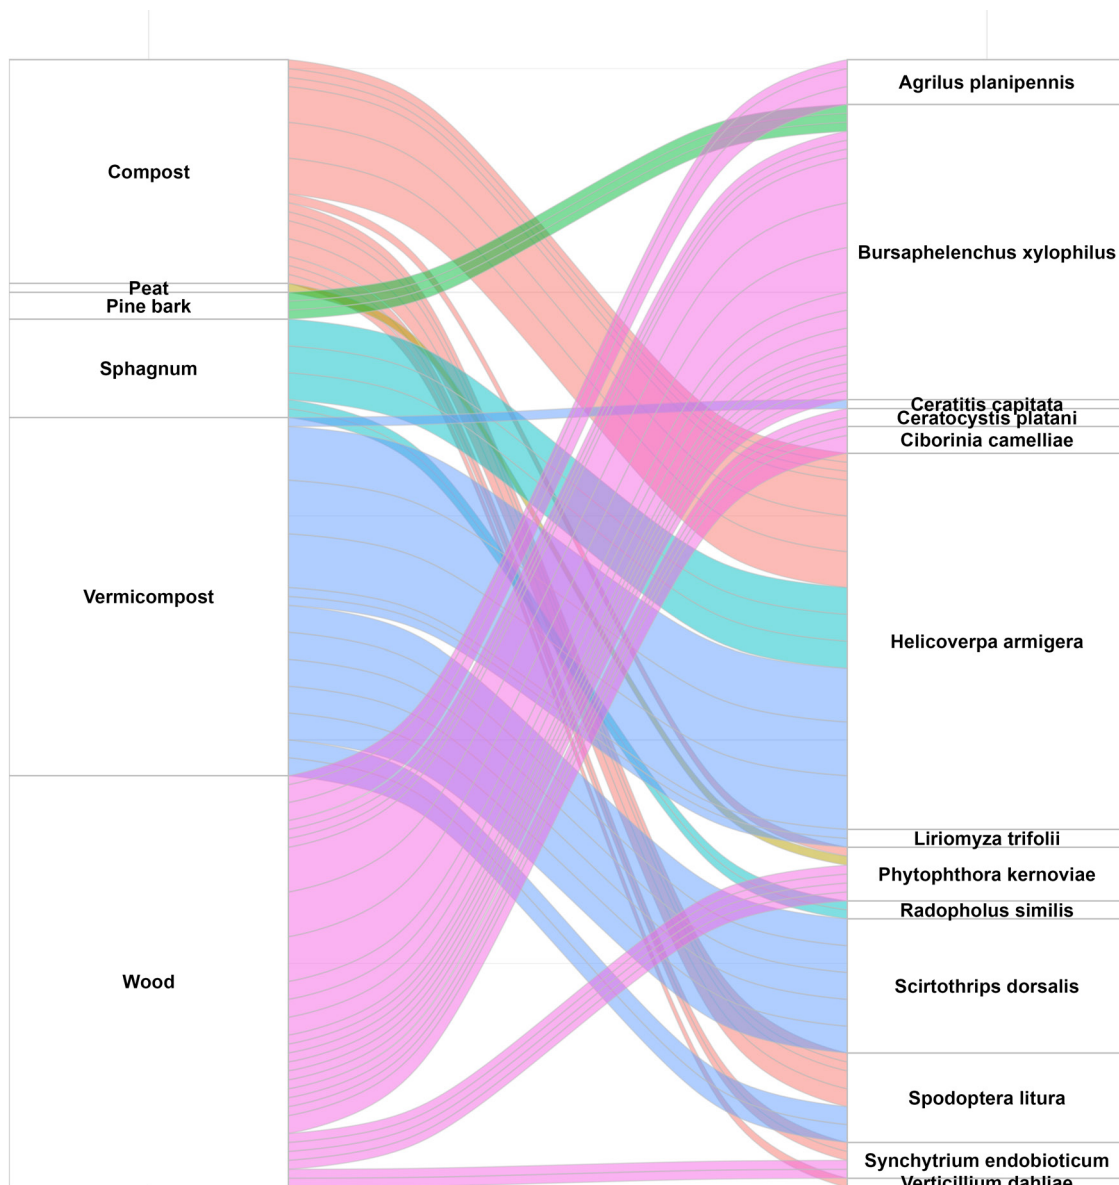 Compost
Peat
Pine bark
Sphagnum
Vermicompost
Wood
Agrilus planipennis
Bursaphelenchus xylophilus
Ceratitis capitata
Ceratocystis platani
Ciborinia camelliae
Helicoverpa armigera
Liriomyza trifolii
Phytophthora kernoviae
Radopholus similis
Scirtothrips dorsalis
Spodoptera litura
Synchytrium endobioticum
Verticillium dahliae